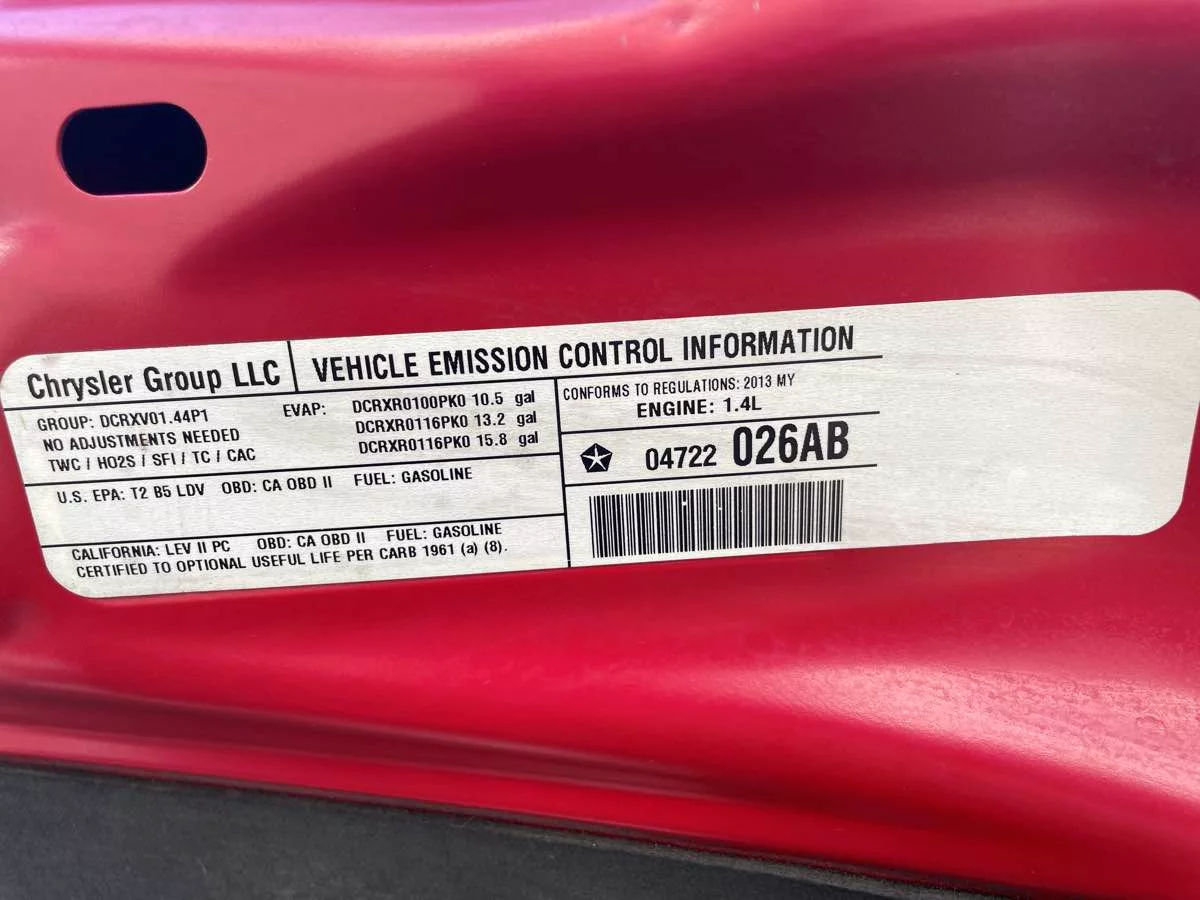 Chrysler Group LLC
VEHICLE EMISSION CONTROL INFORMATION
GROUP: DCRXV01.44P1
NO ADJUSTMENTS NEEDED
TWC / HO2S / SFI / TC / CAC
EVAP: DCRXR0100PK0 10.5 gal
DCRXR0116PK0 13.2 gal
DCRXR0116PK0 15.8 gal
U.S. EPA: T2 B5 LDV OBD: CA OBD II FUEL: GASOLINE
CALIFORNIA: LEV II PC OBD: CA OBD II FUEL: GASOLINE
CERTIFIED TO OPTIONAL USEFUL LIFE PER CARB 1961 (a) (8).
CONFORMS TO REGULATIONS: 2013 MY
ENGINE: 1.4L
04722 026AB